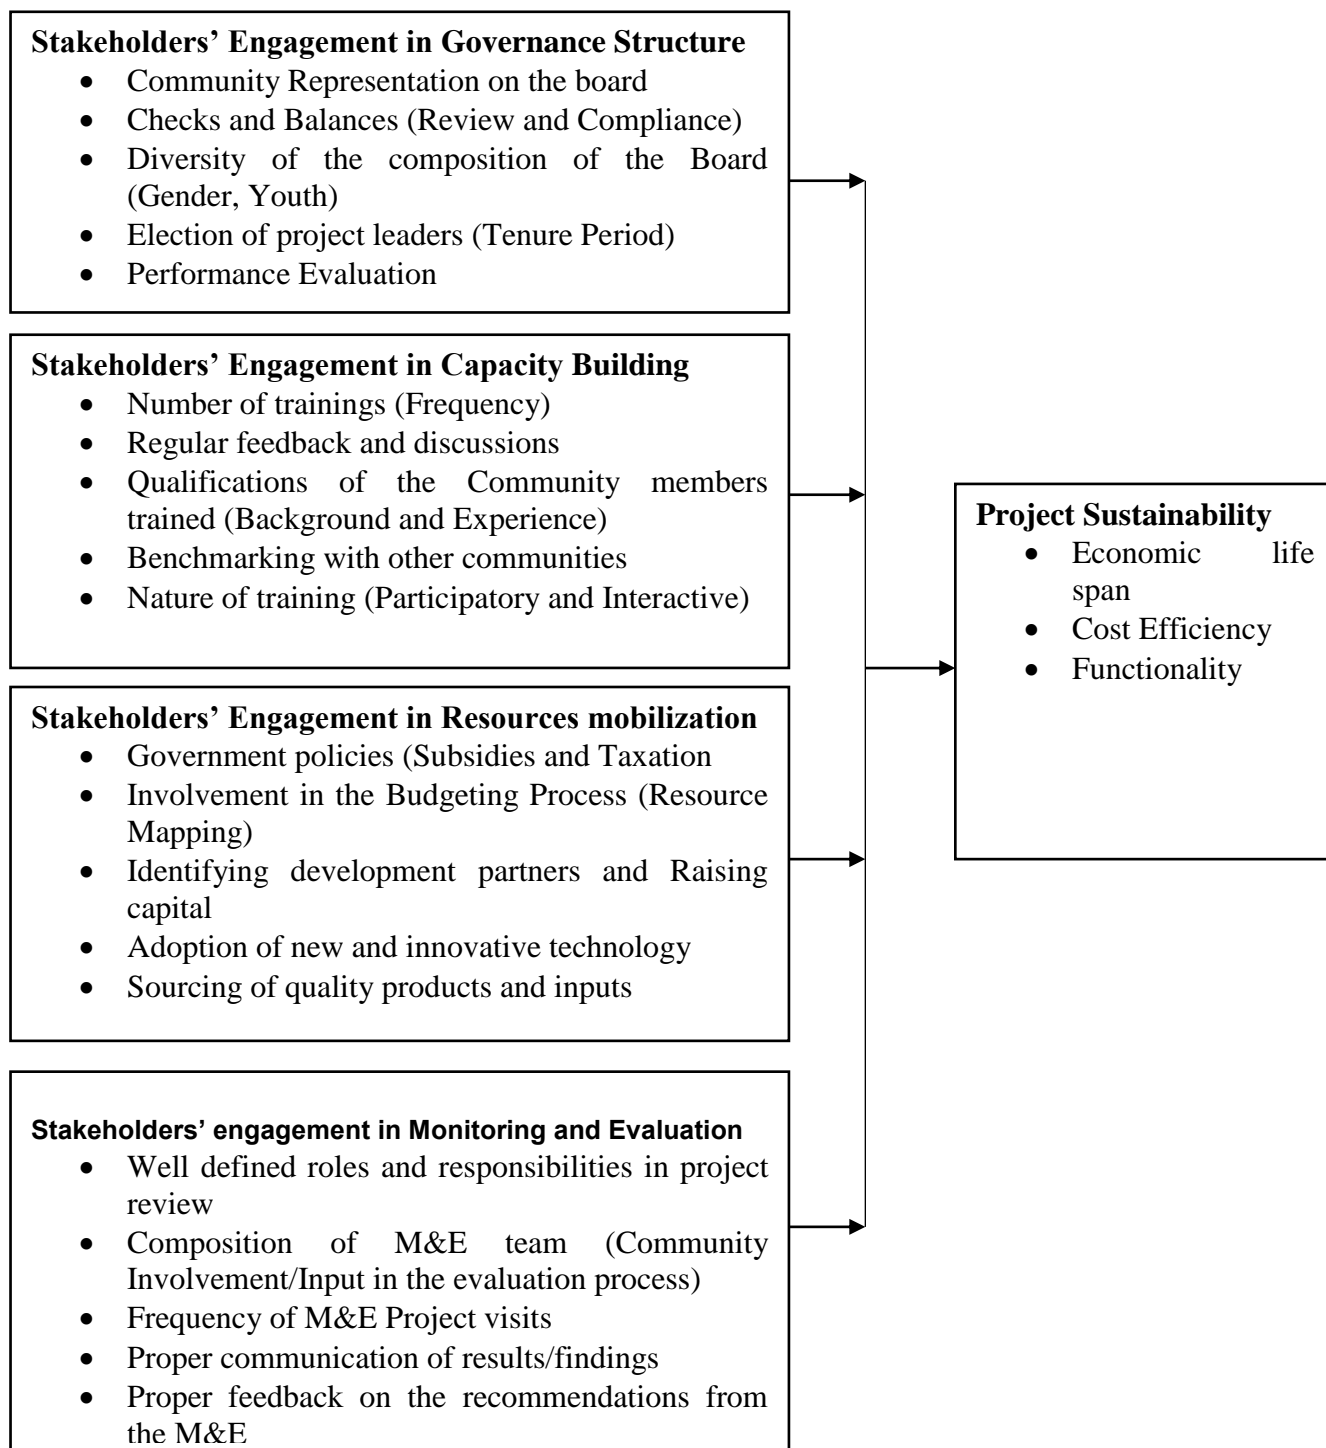 Stakeholders’ Engagement in Governance Structure
• Community Representation on the board
• Checks and Balances (Review and Compliance)
• Diversity of the composition of the Board
(Gender, Youth)
• Election of project leaders (Tenure Period)
• Performance Evaluation
Stakeholders’ Engagement in Capacity Building
• Number of trainings (Frequency)
• Regular feedback and discussions
• Qualifications of the Community members
trained (Background and Experience)
• Benchmarking with other communities
• Nature of training (Participatory and Interactive)
Stakeholders’ Engagement in Resources mobilization
• Government policies (Subsidies and Taxation
• Involvement in the Budgeting Process (Resource
Mapping)
• Identifying development partners and Raising
capital
• Adoption of new and innovative technology
• Sourcing of quality products and inputs
Stakeholders’ engagement in Monitoring and Evaluation
• Well defined roles and responsibilities in project
review
• Composition of M&E team (Community
Involvement/Input in the evaluation process)
• Frequency of M&E Project visits
• Proper communication of results/findings
• Proper feedback on the recommendations from
the M&E
Project Sustainability
• Economic life
span
• Cost Efficiency
• Functionality